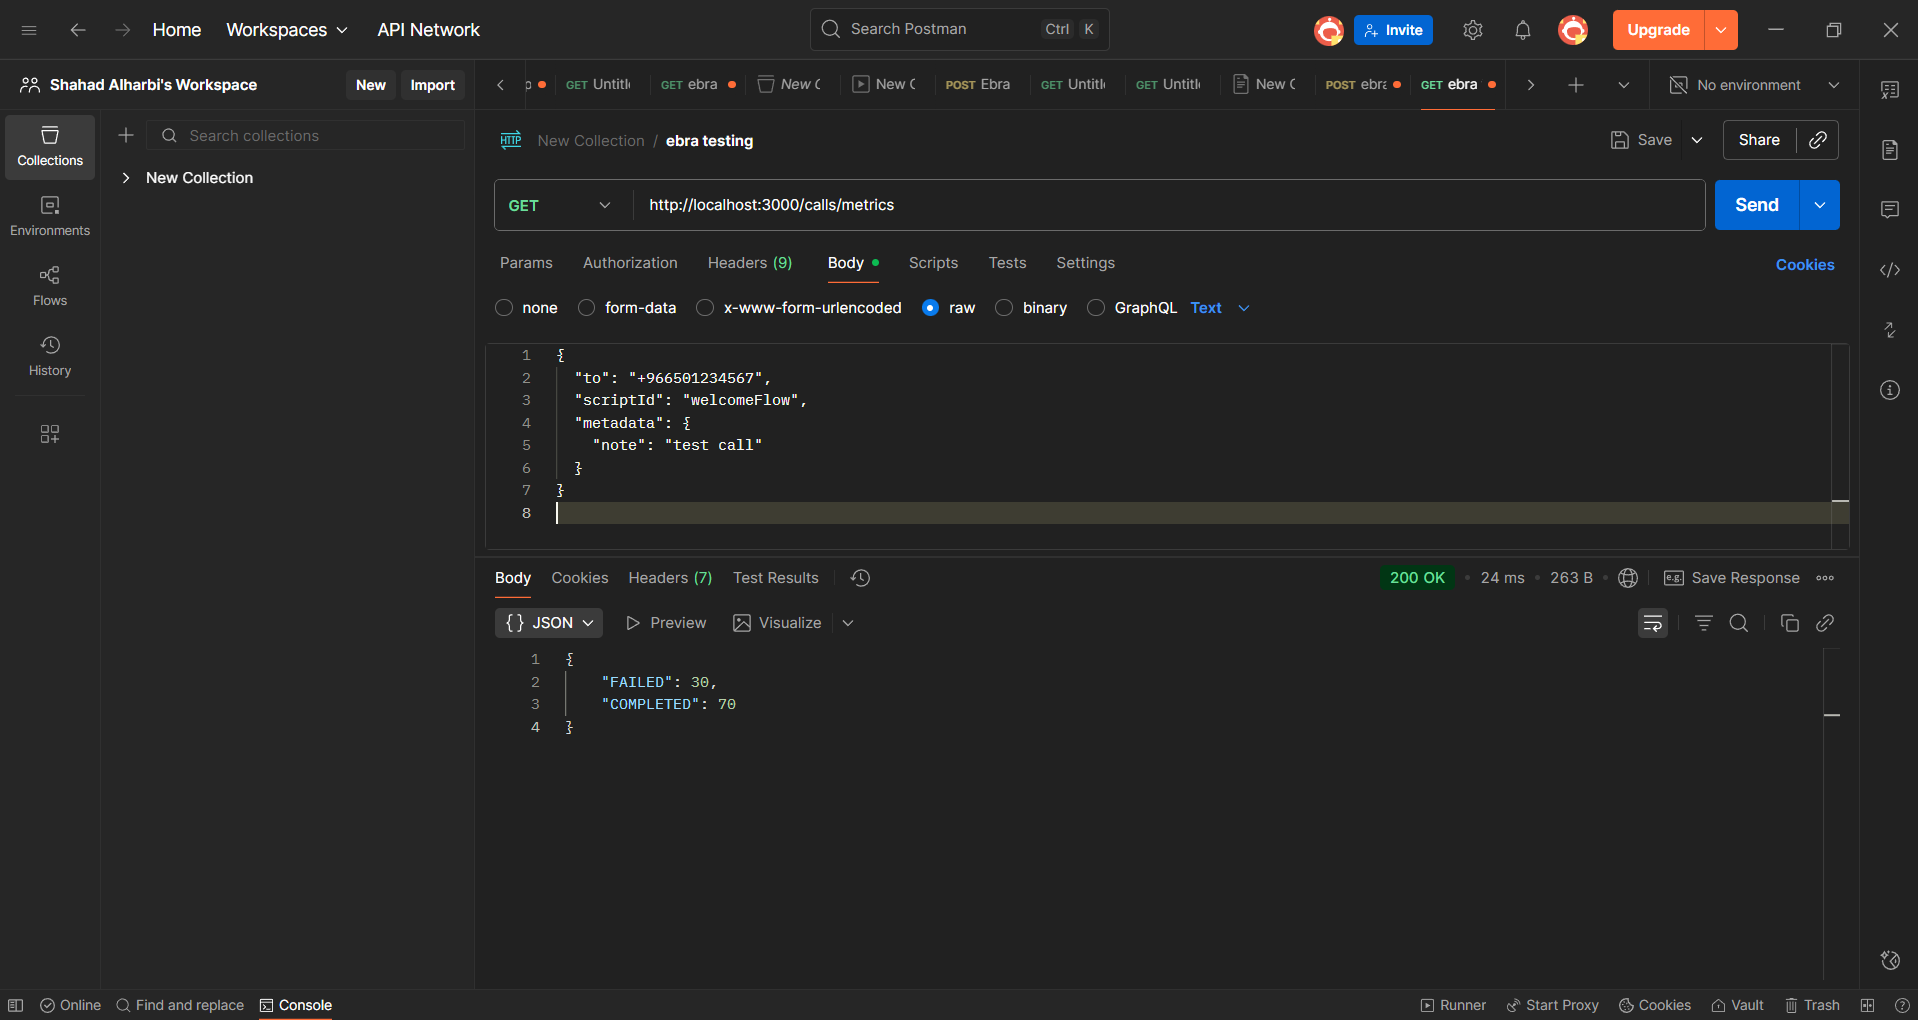 Home Workspaces API Network Search Postman Ctrl K Invite Upgrade
Shahad Alharbi's Workspace New Import
GET Untitl GET ebra New C New C POST Ebra GET Untitl GET Untitl New C POST ebra GET ebra No environment
Collections
Environments
Flows
History
Search collections
New Collection
HTTP New Collection / ebra testing Save Share
GET http://localhost:3000/calls/metrics Send
Params Authorization Headers (9) Body Scripts Tests Settings Cookies
none form-data x-www-form-urlencoded raw binary GraphQL Text
1 {
2 "to": "+966501234567",
3 "scriptId": "welcomeFlow",
4 "metadata": {
5 "note": "test call"
6 }
7 }
8
Body Cookies Headers (7) Test Results 200 OK • 24 ms • 263 B • e.g. Save Response
{} JSON Preview Visualize
1 {
2 "FAILED": 30,
3 "COMPLETED": 70
4 }
Online Find and replace Console Runner Start Proxy Cookies Vault Trash